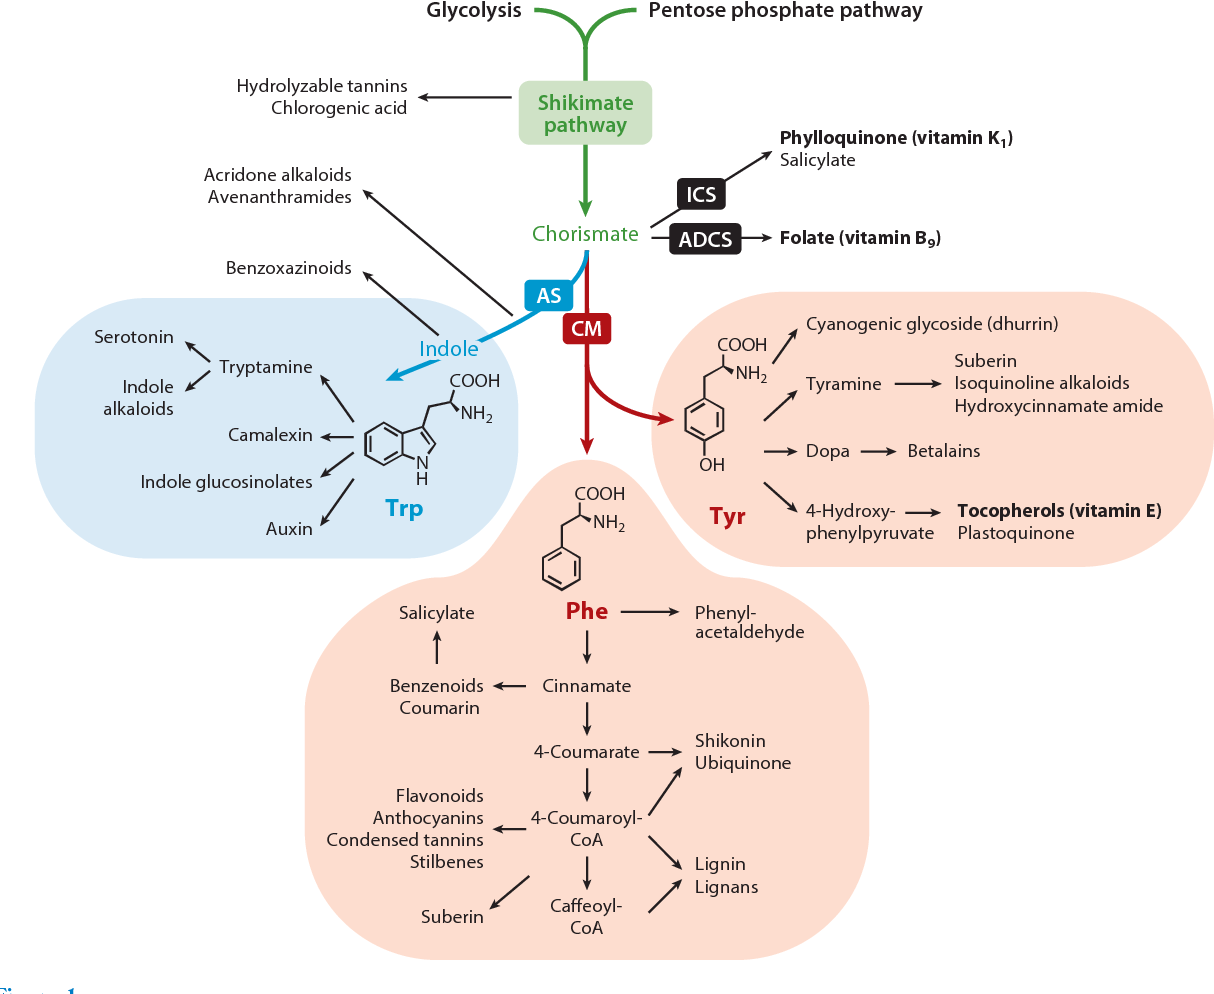 Glycolysis
Pentose phosphate pathway
Hydrolyzable tannins
Chlorogenic acid
Shikimate
pathway
Phylloquinone (vitamin K₁)
Salicylate
ICS
Acridone alkaloids
Avenanthramides
Chorismate
ADCS
Folate (vitamin B₉)
Benzoxazinoids
AS
CM
Indole
Serotonin
Tryptamine
Indole
alkaloids
COOH
NH₂
Camalexin
N
H
Indole glucosinolates
Trp
Auxin
Cyanogenic glycoside (dhurrin)
COOH
NH₂
Tyramine
Suberin
Isoquinoline alkaloids
Hydroxycinnamate amide
Dopa
Betalains
OH
Tyr
4-Hydroxy-
phenylpyruvate
Tocopherols (vitamin E)
Plastoquinone
COOH
NH₂
Phe
Phenyl-
acetaldehyde
Salicylate
Benzenoids
Coumarin
Cinnamate
4-Coumarate
Shikonin
Ubiquinone
Flavonoids
Anthocyanins
Condensed tannins
Stilbenes
4-Coumaroyl-
CoA
Lignin
Lignans
Suberin
Caffeoyl-
CoA